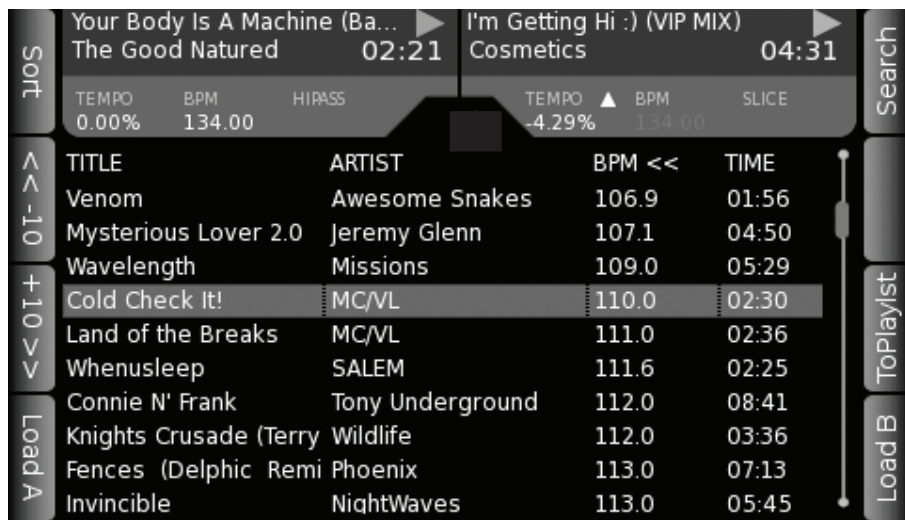 Sort
<< -10
+10 >>
Load A
Your Body Is A Machine (Ba...
The Good Natured 02:21
TEMPO BPM HIPASS
0.00% 134.00
I'm Getting Hi :) (VIP MIX)
Cosmetics 04:31
TEMPO BPM SLICE
-4.29% 134.00
TITLE ARTIST BPM << TIME
Venom Awesome Snakes 106.9 01:56
Mysterious Lover 2.0 Jeremy Glenn 107.1 04:50
Wavelength Missions 109.0 05:29
Cold Check It! MC/VL 110.0 02:30
Land of the Breaks MC/VL 111.0 02:36
Whenusleep SALEM 111.6 02:25
Connie N' Frank Tony Underground 112.0 08:41
Knights Crusade (Terry Wildlife 112.0 03:36
Fences (Delphic Remi Phoenix 113.0 07:13
Invincible NightWaves 113.0 05:45
Search
ToPlaylst
Load B